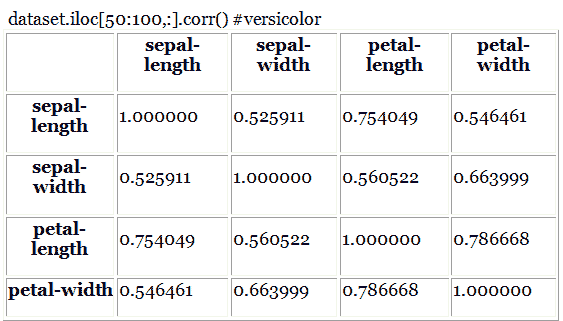 dataset.iloc[50:100,:].corr() #versicolor
sepal-length sepal-width petal-length petal-width
sepal-length 1.000000 0.525911 0.754049 0.546461
sepal-width 0.525911 1.000000 0.560522 0.663999
petal-length 0.754049 0.560522 1.000000 0.786668
petal-width 0.546461 0.663999 0.786668 1.000000